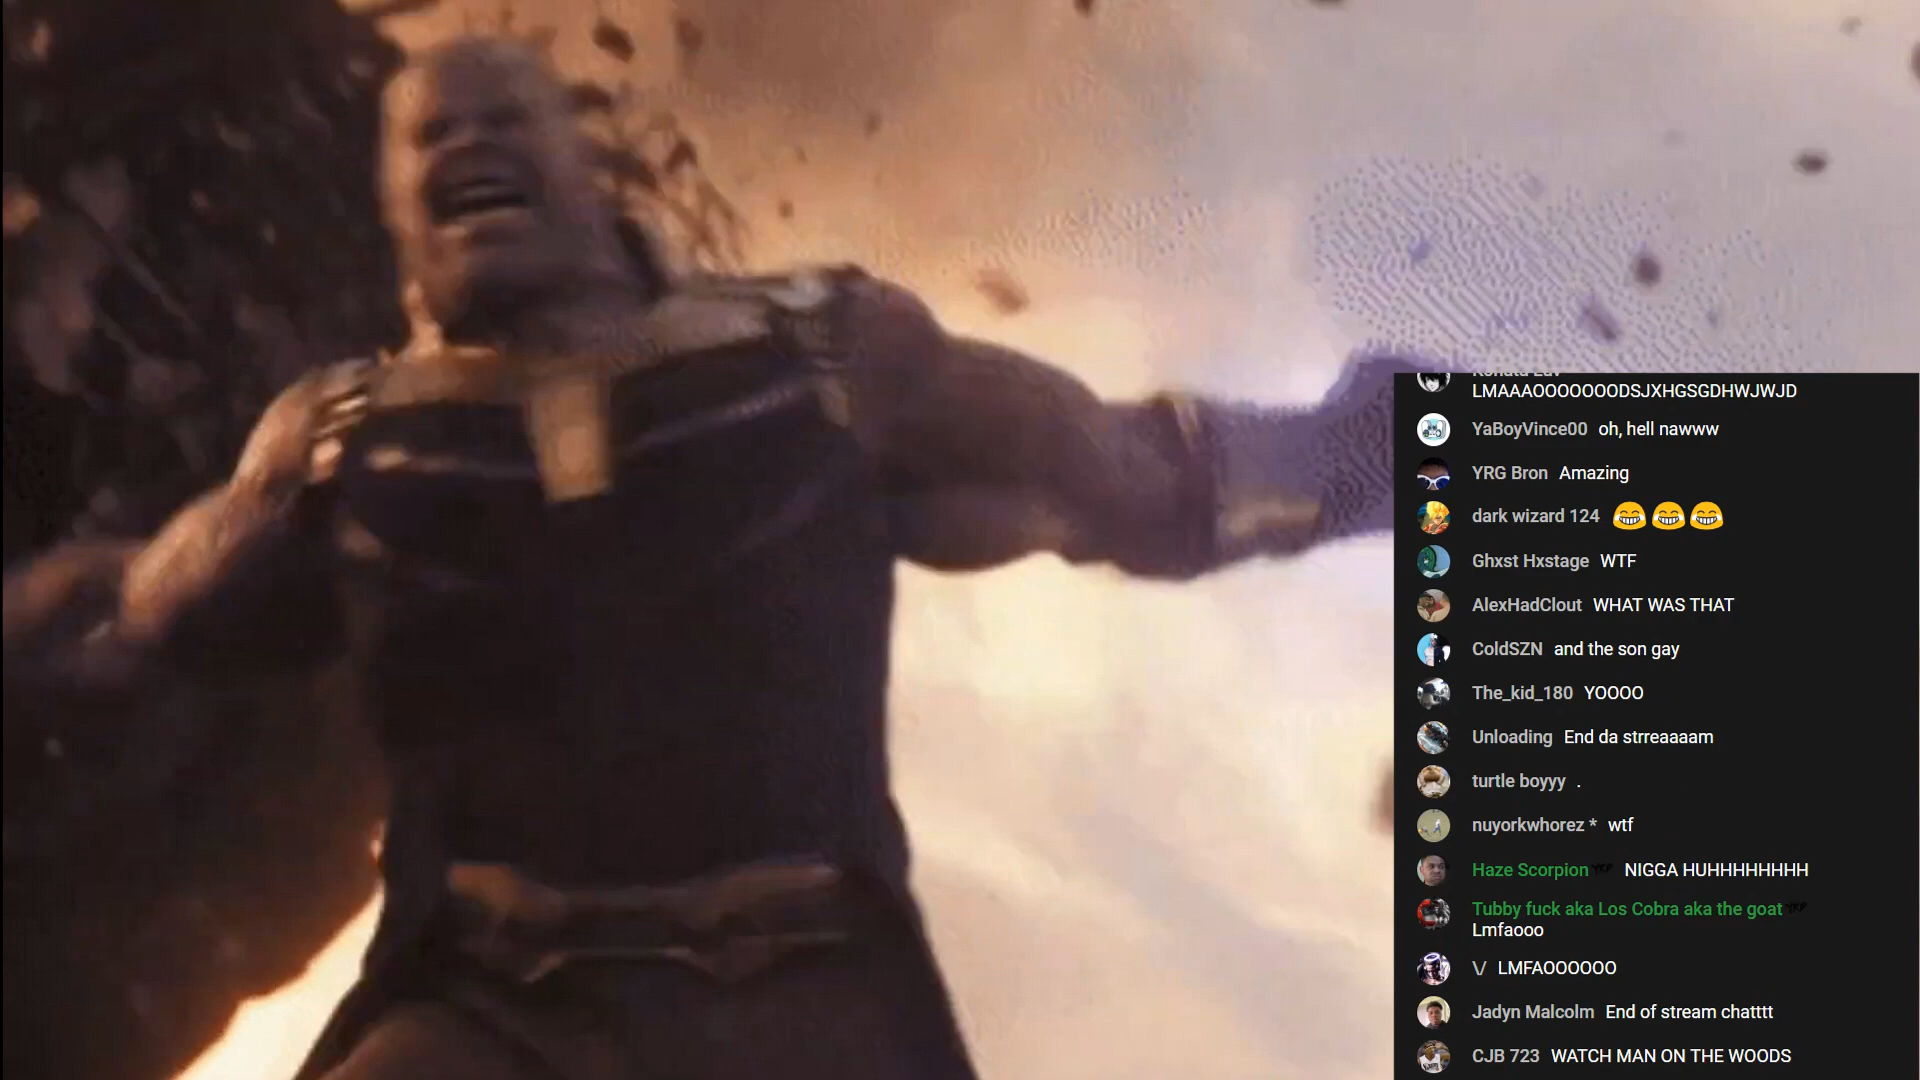 LMAAAOOOOOOODSJXHGSGDHWJWJD
YaBoyVince00 oh, hell nawww
YRG Bron Amazing
dark wizard 124 😂😂😂
Ghxst Hxstage WTF
AlexHadClout WHAT WAS THAT
ColdSZN and the son gay
The_kid_180 YOOOO
Unloading End da strreaaaam
turtle boyyy .
nuyorkwhorez * wtf
Haze Scorpion NIGGA HUHHHHHHHH
Tubby fuck aka Los Cobra aka the goat
Lmfaooo
\/ LMFAOOOOOO
Jadyn Malcolm End of stream chatttt
CJB 723 WATCH MAN ON THE WOODS